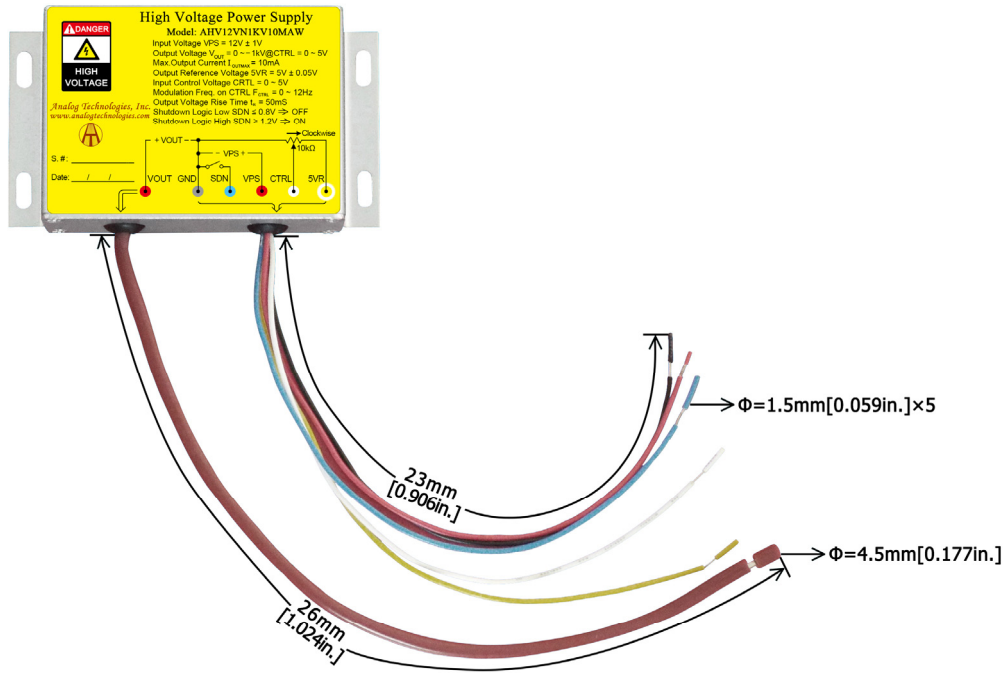 High Voltage Power Supply
Model: AHV12VN1KV10MAW
Input Voltage VPS = 12V ± 1V
Output Voltage VOUT = 0 ~ −1kV@CTRL = 0 ~ 5V
Max.Output Current IOUTMAX = 10mA
Output Reference Voltage 5VR = 5V ± 0.05V
Input Control Voltage CRTL = 0 ~ 5V
Modulation Freq. on CTRL FCTRL = 0 ~ 12Hz
Output Voltage Rise Time tR = 50mS
Shutdown Logic Low SDN ≤ 0.8V ⇒ OFF
Shutdown Logic High SDN > 1.2V ⇒ ON
DANGER
HIGH
VOLTAGE
Analog Technologies, Inc.
www.analogtechnologies.com
AT
S. #:
Date: / /
Clockwise
+ VOUT −
10kΩ
− VPS +
VOUT GND SDN VPS CTRL 5VR
Φ=1.5mm[0.059in.]×5
23mm
[0.906in.]
Φ=4.5mm[0.177in.]
26mm
[1.024in.]